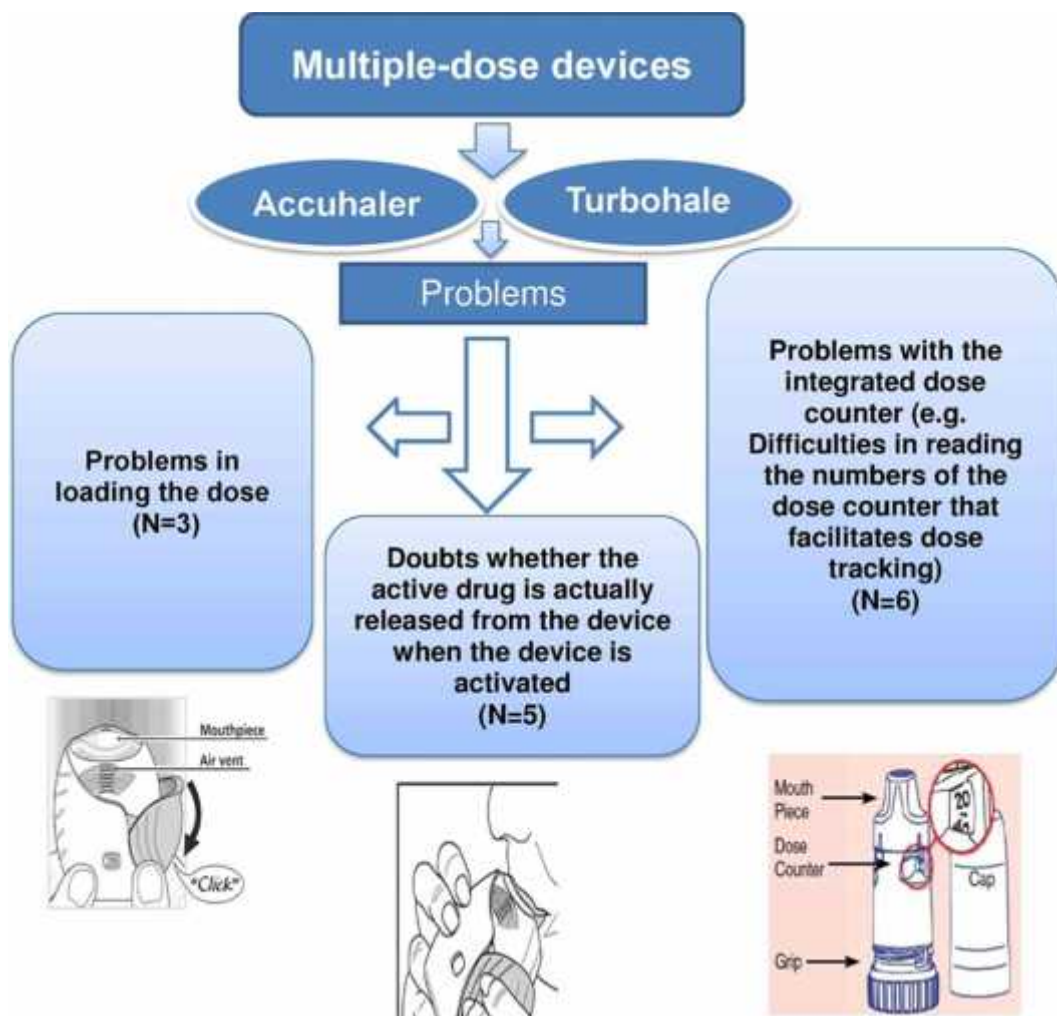 Multiple-dose devices
Accuhaler
Turbohale
Problems
Problems in
loading the dose
(N=3)
Doubts whether the
active drug is actually
released from the device
when the device is
activated
(N=5)
Problems with the
integrated dose
counter (e.g.
Difficulties in reading
the numbers of the
dose counter that
facilitates dose
tracking)
(N=6)
Mouthpiece
Air vent
"Click"
Mouth
Piece
Dose
Counter
Grip
20
Cap